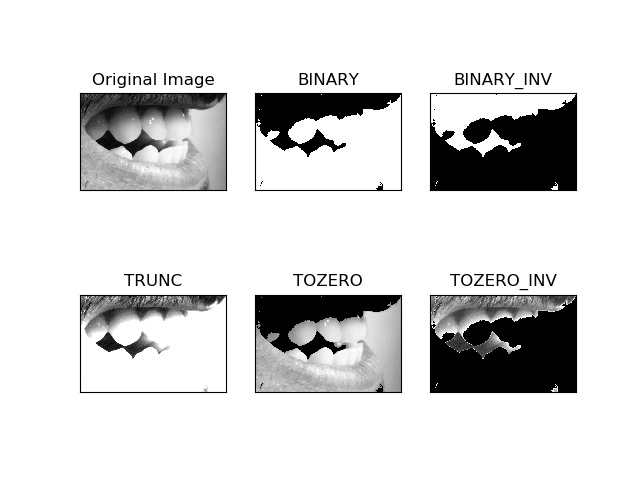 Original Image
BINARY
BINARY_INV
TRUNC
TOZERO
TOZERO_INV